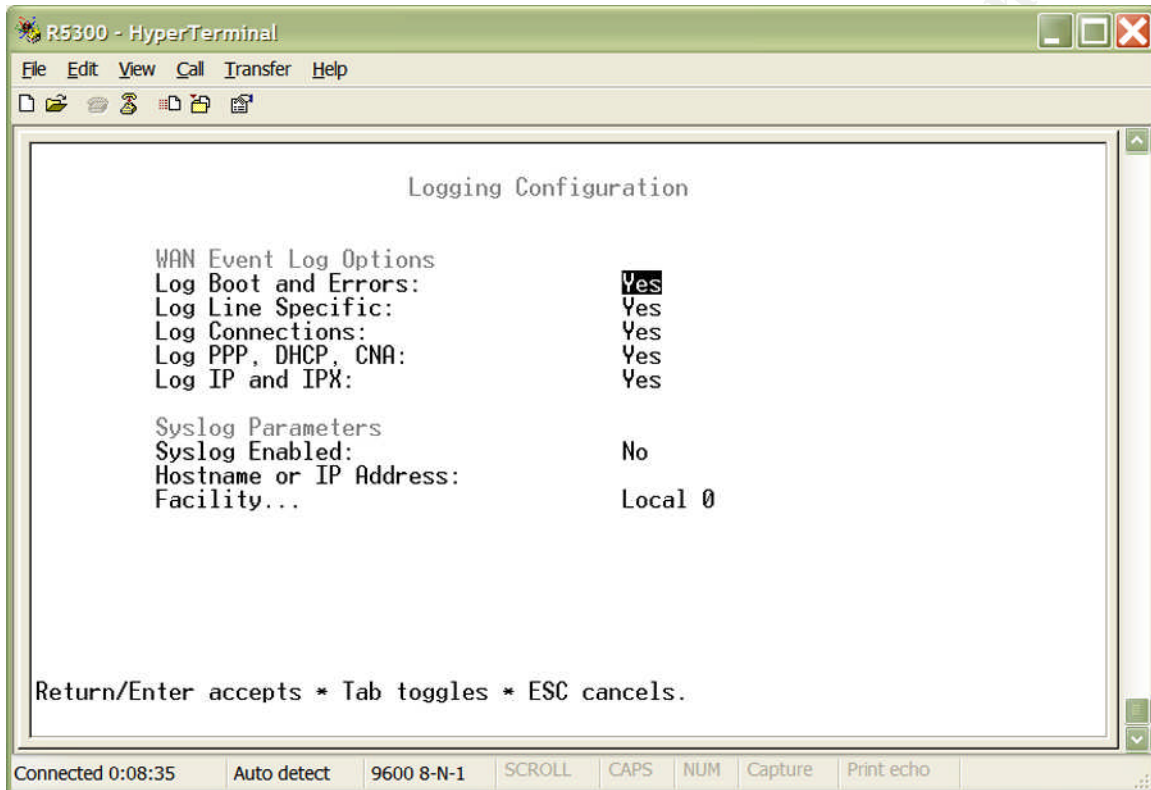 R5300 - HyperTerminal
File Edit View Call Transfer Help
Logging Configuration
WAN Event Log Options
Log Boot and Errors: Yes
Log Line Specific: Yes
Log Connections: Yes
Log PPP, DHCP, CNA: Yes
Log IP and IPX: Yes
Syslog Parameters
Syslog Enabled: No
Hostname or IP Address:
Facility... Local 0
Return/Enter accepts * Tab toggles * ESC cancels.
Connected 0:08:35 Auto detect 9600 8-N-1 SCROLL CAPS NUM Capture Print echo